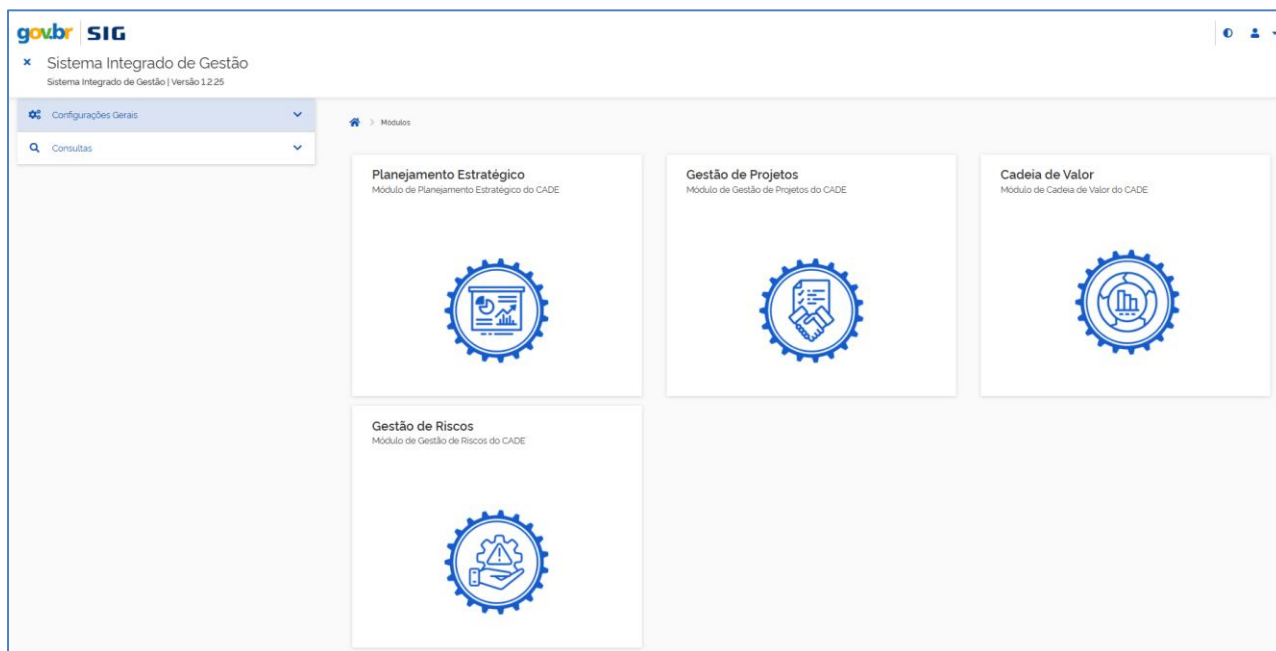 gov.br SIG
Sistema Integrado de Gestão
Sistema Integrado de Gestão | Versão 1.2.25
Configurações Gerais
Consultas
> Módulos
Planejamento Estratégico
Módulo de Planejamento Estratégico do CADE
Gestão de Projetos
Módulo de Gestão de Projetos do CADE
Cadeia de Valor
Módulo de Cadeia de Valor do CADE
Gestão de Riscos
Módulo de Gestão de Riscos do CADE